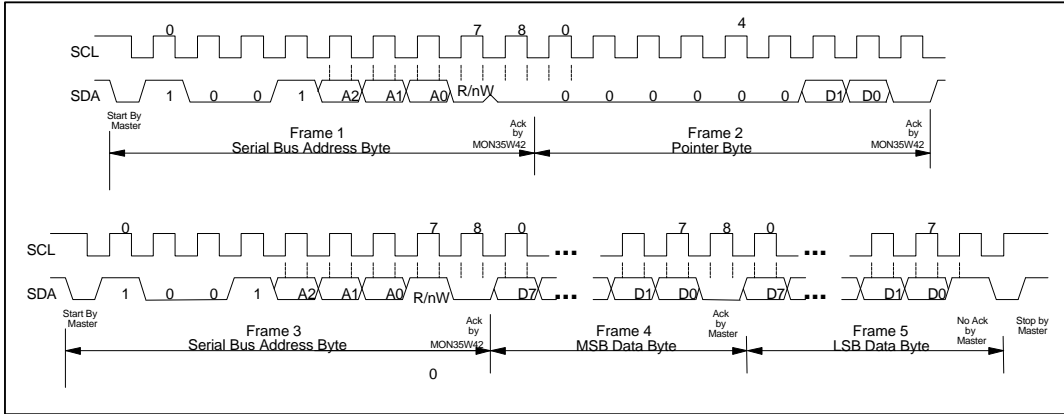 0 7 8 0 4
SCL
SDA 1 0 0 1 A2 A1 A0 R/nW 0 0 0 0 0 0 D1 D0
Start By
Master
Frame 1
Serial Bus Address Byte
Ack
by
MON35W42
Frame 2
Pointer Byte
Ack
by
MON35W42
0 7 8 0 ... 7 8 0 ... 7
SCL
SDA 1 0 0 1 A2 A1 A0 R/nW D7 ... D1 D0 D7 ... D1 D0
Start By
Master
Frame 3
Serial Bus Address Byte
Ack
by
MON35W42
Frame 4
MSB Data Byte
Ack
by
Master
Frame 5
LSB Data Byte
No Ack
by
Master
Stop by
Master
0